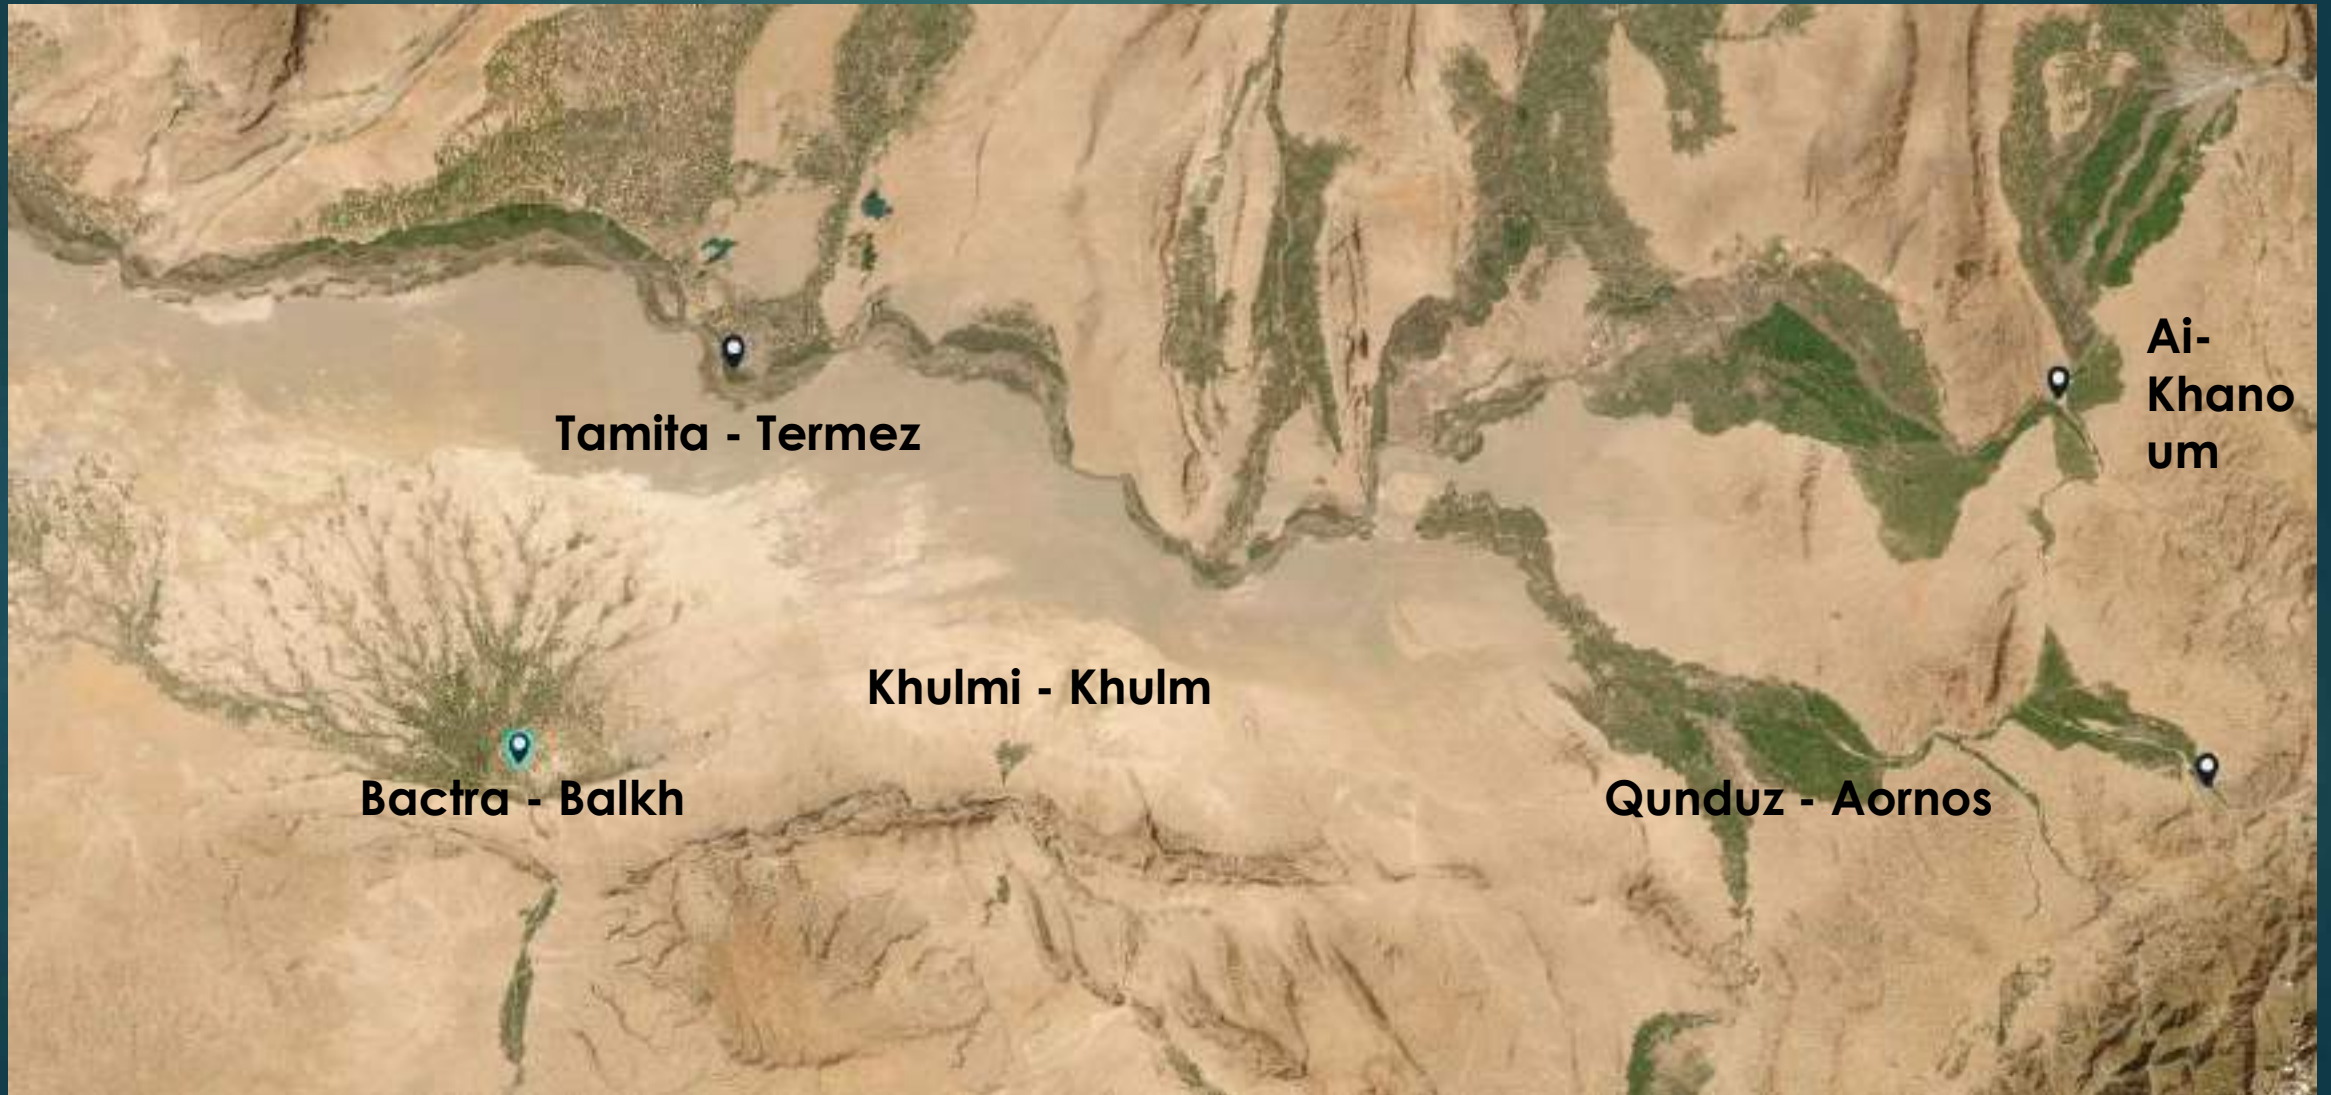 Ai-
Khano
um
Tamita - Termez
Khulmi - Khulm
Bactra - Balkh
Qunduz - Aornos